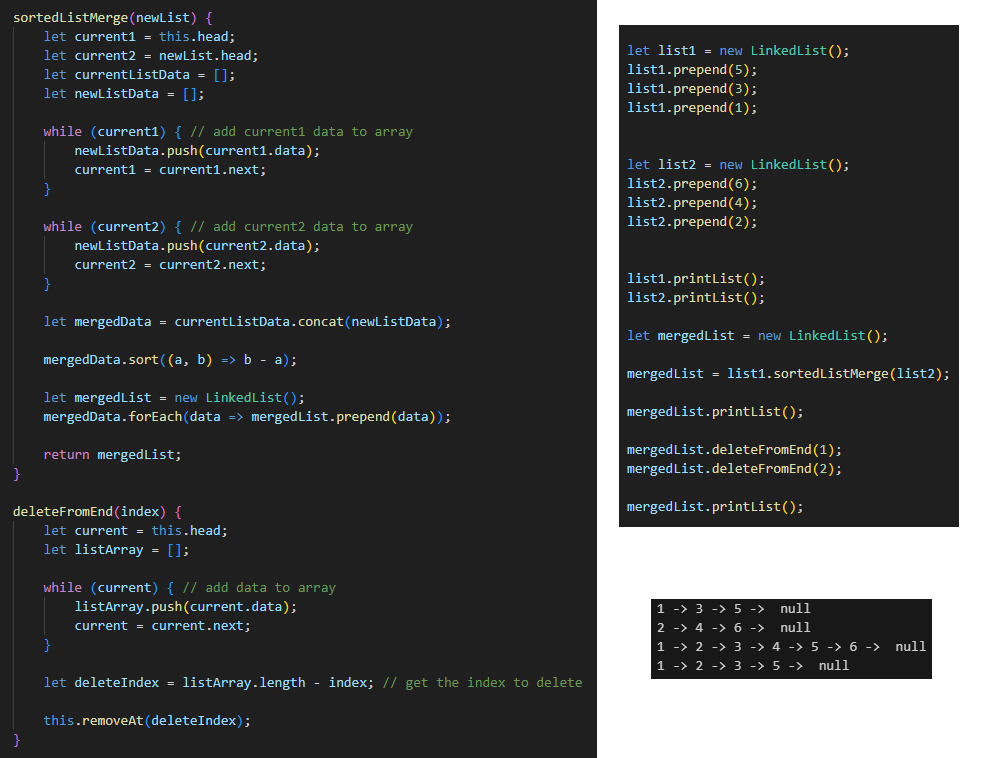 sortedListMerge(newList) {
let current1 = this.head;
let current2 = newList.head;
let currentListData = [];
let newListData = [];
while (current1) { // add current1 data to array
newListData.push(current1.data);
current1 = current1.next;
}
while (current2) { // add current2 data to array
newListData.push(current2.data);
current2 = current2.next;
}
let mergedData = currentListData.concat(newListData);
mergedData.sort((a, b) => b - a);
let mergedList = new LinkedList();
mergedData.forEach(data => mergedList.prepend(data));
return mergedList;
}
deleteFromEnd(index) {
let current = this.head;
let listArray = [];
while (current) { // add data to array
listArray.push(current.data);
current = current.next;
}
let deleteIndex = listArray.length - index; // get the index to delete
this.removeAt(deleteIndex);
}
let list1 = new LinkedList();
list1.prepend(5);
list1.prepend(3);
list1.prepend(1);
let list2 = new LinkedList();
list2.prepend(6);
list2.prepend(4);
list2.prepend(2);
list1.printList();
list2.printList();
let mergedList = new LinkedList();
mergedList = list1.sortedListMerge(list2);
mergedList.printList();
mergedList.deleteFromEnd(1);
mergedList.deleteFromEnd(2);
mergedList.printList();
1 -> 3 -> 5 ->  null
2 -> 4 -> 6 ->  null
1 -> 2 -> 3 -> 4 -> 5 -> 6 ->  null
1 -> 2 -> 3 -> 5 ->  null